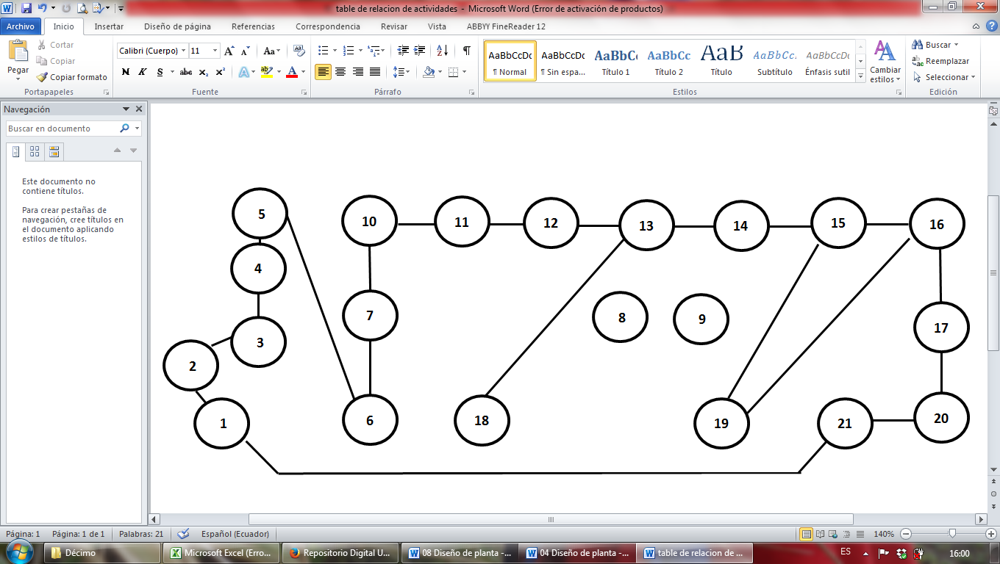 table de relacion de actividades - Microsoft Word (Error de activación de productos)
Archivo Inicio Insertar Diseño de página Referencias Correspondencia Revisar Vista ABBYY FineReader 12
Pegar
Cortar
Copiar
Copiar formato
Portapapeles
Calibri (Cuerpo) 11
N K S abc x₂ x²
Fuente
Párrafo
AaBbCcDc AaBbCcDc AaBbCc AaBbCc AaB AaBbCc. AaBbCcDc
¶ Normal ¶ Sin espa... Título 1 Título 2 Título Subtítulo Énfasis sutil
Cambiar
estilos
Estilos
Buscar
Reemplazar
Seleccionar
Edición
Navegación
Buscar en documento
Este documento no
contiene títulos.
Para crear pestañas de
navegación, cree títulos en
el documento aplicando
estilos de títulos.
5 10 11 12 13 14 15 16
4
7 8 9 17
3
2
1 6 18 19 21 20
Página: 1 Página: 1 de 1 Palabras: 21 Español (Ecuador) 140%
Décimo Microsoft Excel (Erro... Repositorio Digital U... 08 Diseño de planta -... 04 Diseño de planta -... table de relacion de ... ES 16:00